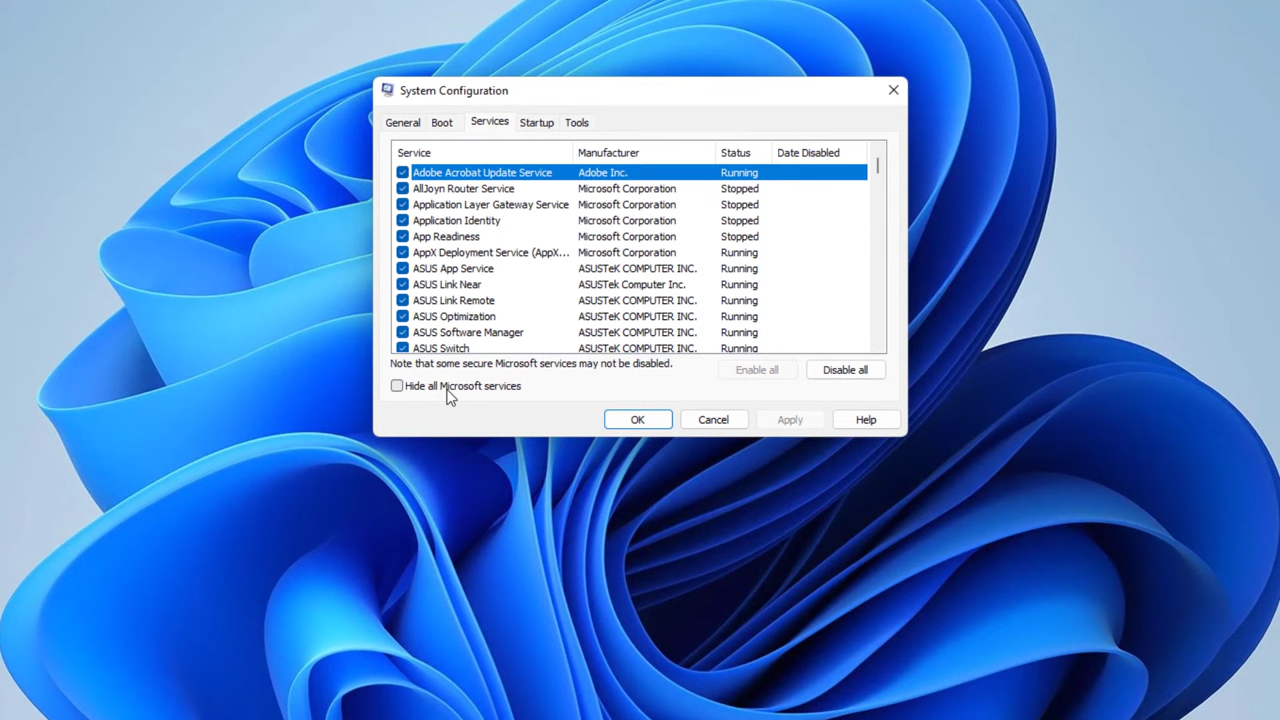 System Configuration
General Boot Services Startup Tools
Service Manufacturer Status Date Disabled
Adobe Acrobat Update Service Adobe Inc. Running
AllJoyn Router Service Microsoft Corporation Stopped
Application Layer Gateway Service Microsoft Corporation Stopped
Application Identity Microsoft Corporation Stopped
App Readiness Microsoft Corporation Stopped
AppX Deployment Service (AppX... Microsoft Corporation Running
ASUS App Service ASUSTeK COMPUTER INC. Running
ASUS Link Near ASUSTek Computer Inc. Running
ASUS Link Remote ASUSTeK COMPUTER INC. Running
ASUS Optimization ASUSTeK COMPUTER INC. Running
ASUS Software Manager ASUSTeK COMPUTER INC. Running
ASUS Switch ASUSTeK COMPUTER INC. Running
Note that some secure Microsoft services may not be disabled.
Enable all Disable all
Hide all Microsoft services
OK Cancel Apply Help